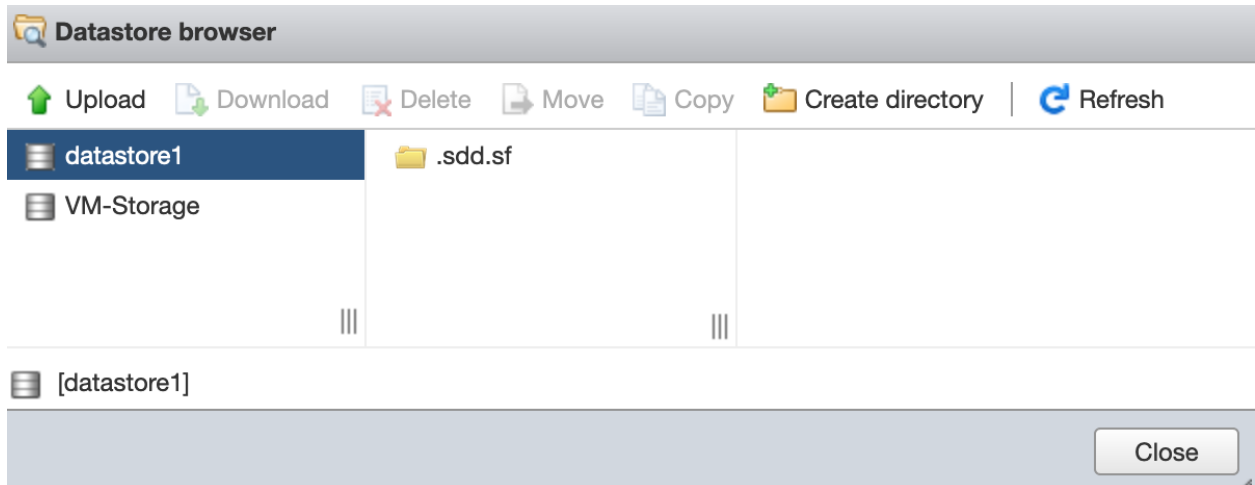 Datastore browser
Upload Download Delete Move Copy Create directory Refresh
datastore1 .sdd.sf
VM-Storage
[datastore1]
Close